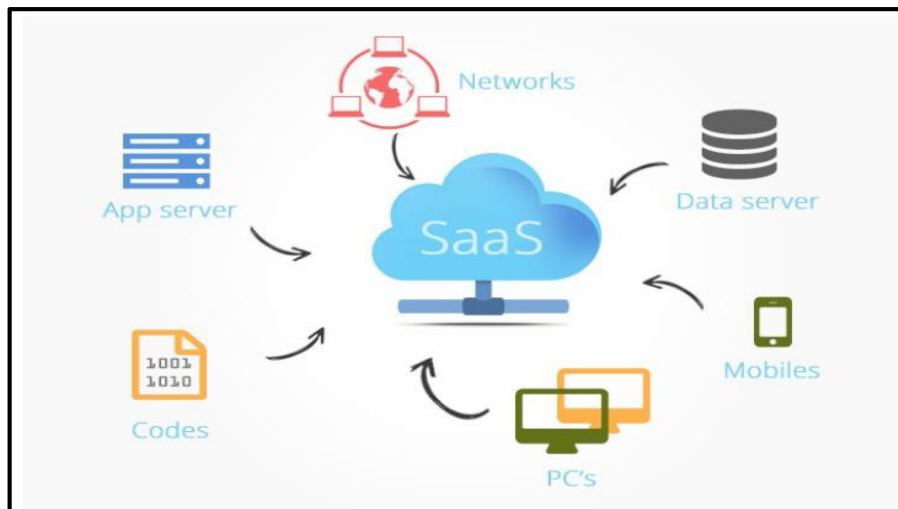 Networks
App server
Data server
SaaS
1001
1010
Codes
Mobiles
PC's